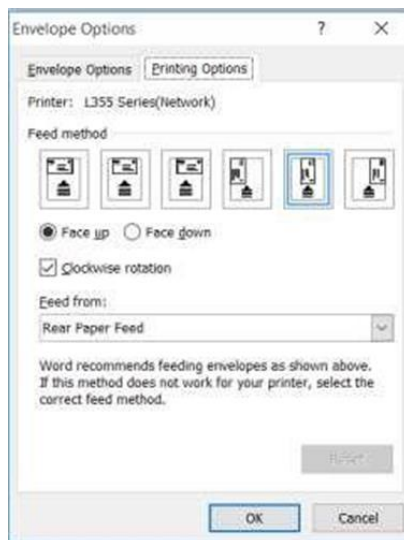 Envelope Options
Envelope Options Printing Options
Printer: L355 Series(Network)
Feed method
Face up Face down
Clockwise rotation
Feed from:
Rear Paper Feed
Word recommends feeding envelopes as shown above.
If this method does not work for your printer, select the
correct feed method.
Reset
OK Cancel